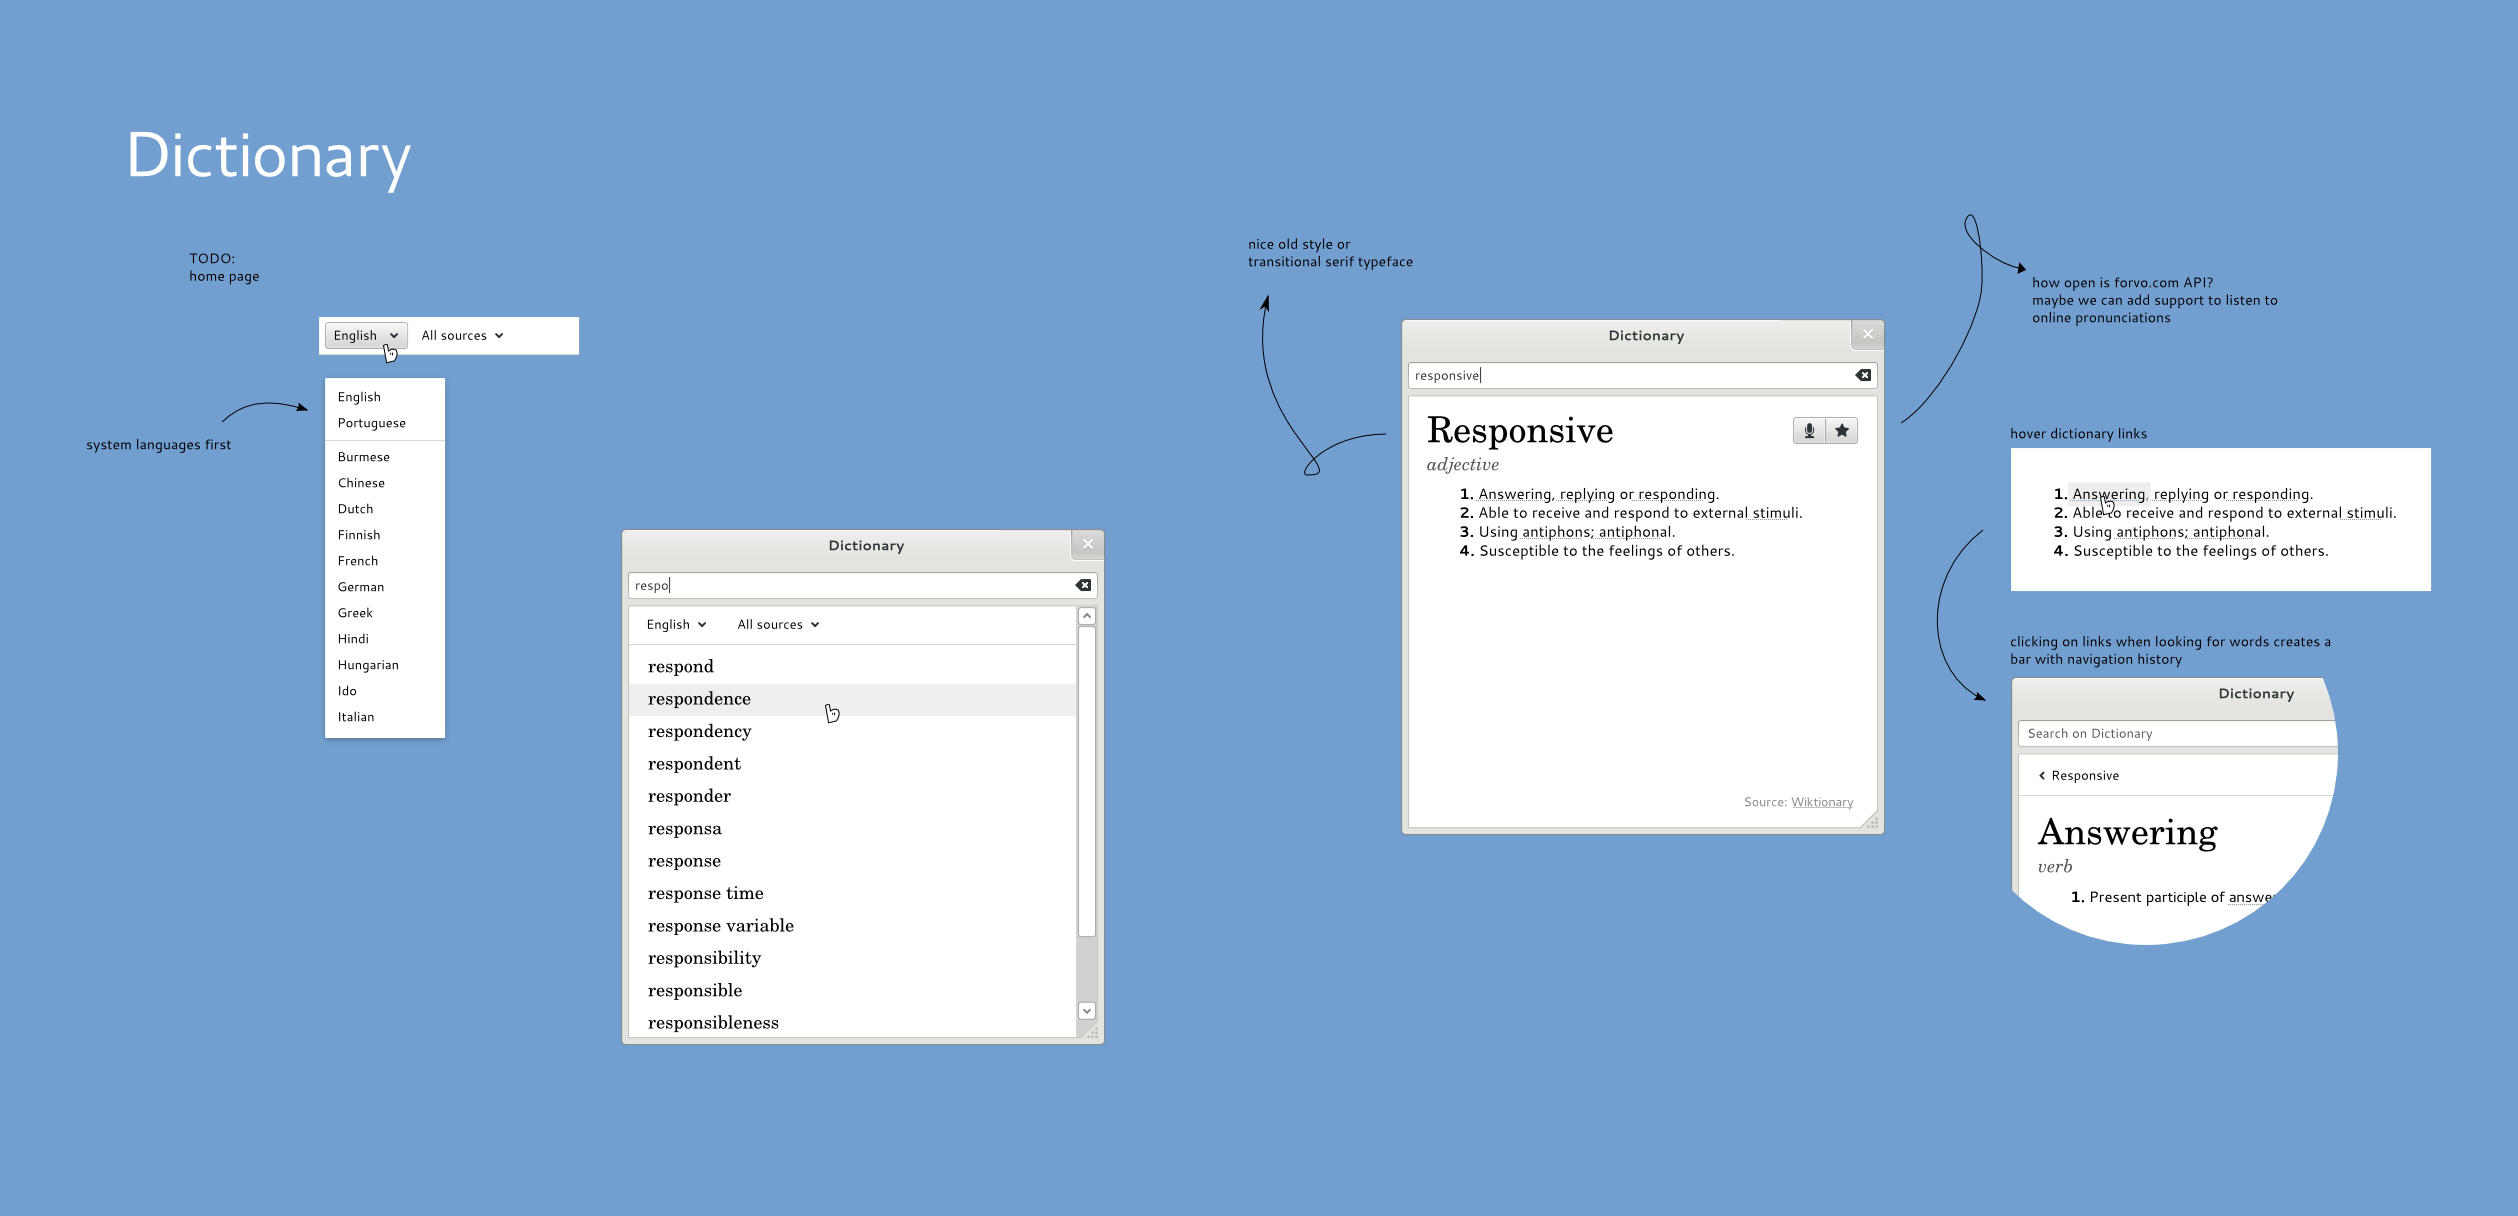 Dictionary
TODO:
home page
English
All sources
system languages first
English
Portuguese
Burmese
Chinese
Dutch
Finnish
French
German
Greek
Hindi
Hungarian
Ido
Italian
Dictionary
respo
English
All sources
respond
respondence
respondency
respondent
responder
responsa
response
response time
response variable
responsibility
responsible
responsibleness
nice old style or
transitional serif typeface
Dictionary
responsive
Responsive
adjective
1. Answering, replying or responding.
2. Able to receive and respond to external stimuli.
3. Using antiphons; antiphonal.
4. Susceptible to the feelings of others.
Source: Wiktionary
how open is forvo.com API?
maybe we can add support to listen to
online pronunciations
hover dictionary links
1. Answering, replying or responding.
2. Able to receive and respond to external stimuli.
3. Using antiphons; antiphonal.
4. Susceptible to the feelings of others.
clicking on links when looking for words creates a
bar with navigation history
Dictionary
Search on Dictionary
Responsive
Answering
verb
1. Present participle of answe